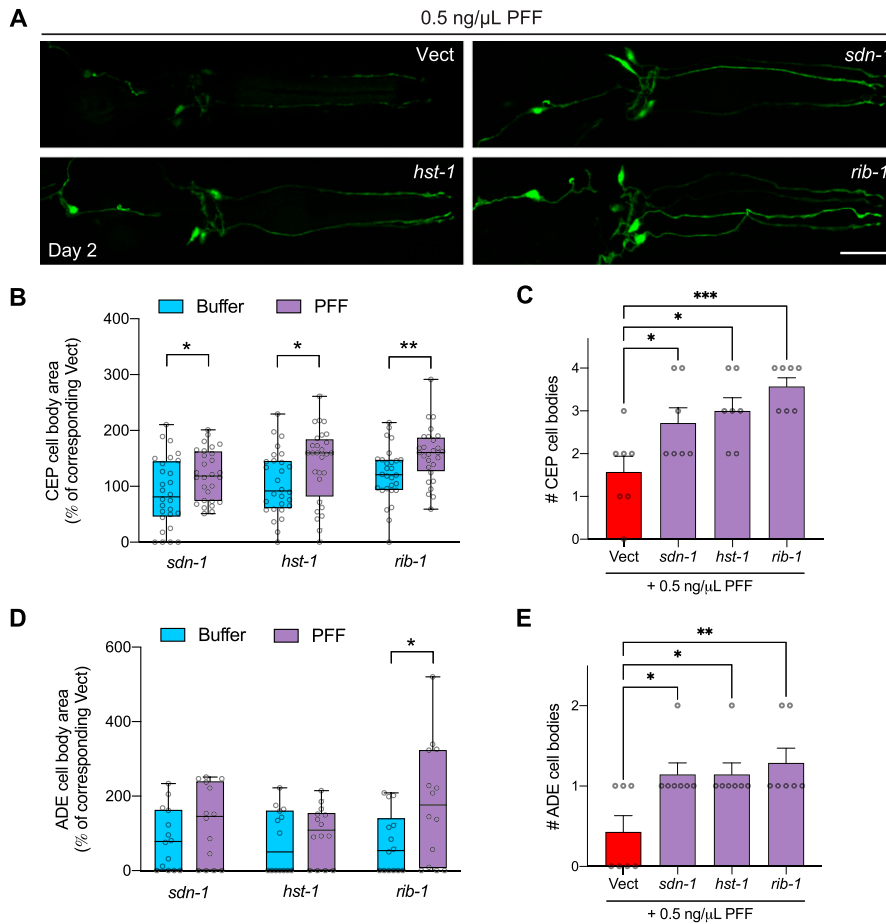 A
0.5 ng/µL PFF
Vect
sdn-1
hst-1
rib-1
Day 2
B
Buffer
PFF
400
300
200
100
0
CEP cell body area
(% of corresponding Vect)
*
*
**
sdn-1
hst-1
rib-1
C
***
*
*
4
3
2
1
0
# CEP cell bodies
Vect
sdn-1
hst-1
rib-1
+ 0.5 ng/µL PFF
D
Buffer
PFF
600
400
200
0
ADE cell body area
(% of corresponding Vect)
*
sdn-1
hst-1
rib-1
E
**
*
*
2
1
0
# ADE cell bodies
Vect
sdn-1
hst-1
rib-1
+ 0.5 ng/µL PFF